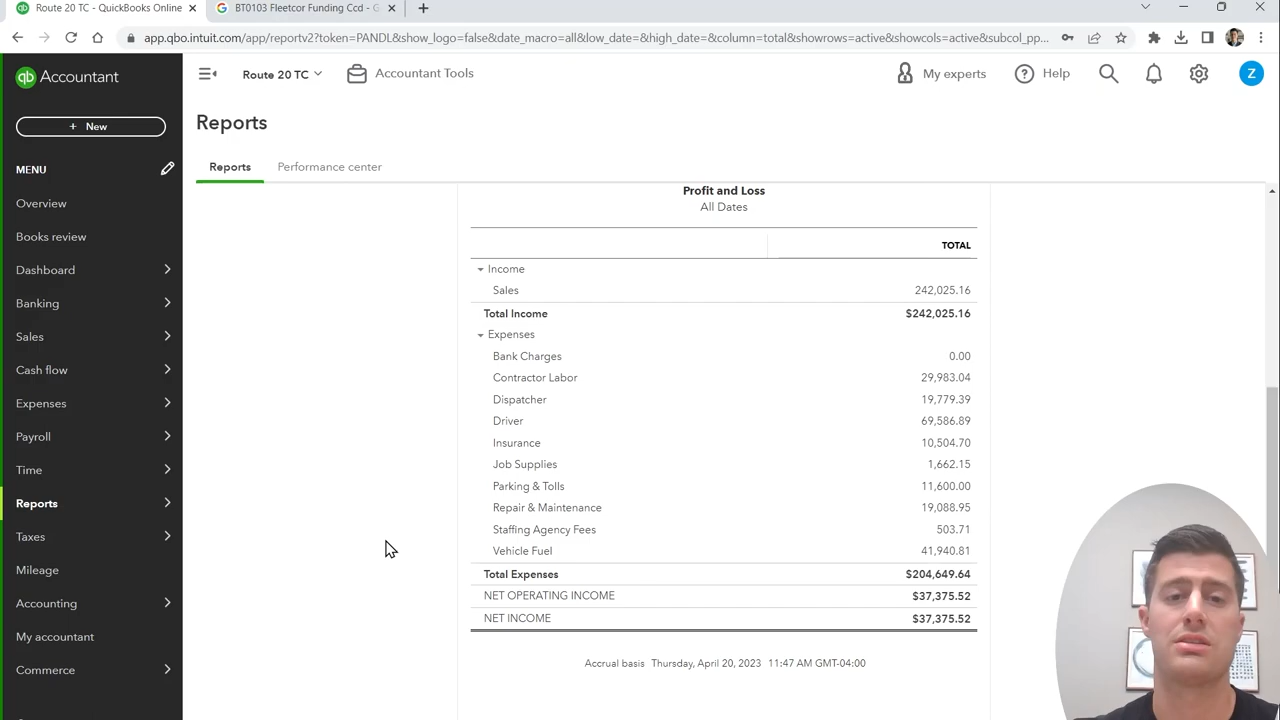 Route 20 TC - QuickBooks Online
BT0103 Fleetcor Funding Ccd - G
app.qbo.intuit.com/app/reportv2?token=PANDL&show_logo=false&date_macro=all&low_date=&high_date=&column=total&showrows=active&showcols=active&subcol_pp...
qb Accountant
Route 20 TC
Accountant Tools
My experts
Help
Z
+ New
Reports
MENU
Reports
Performance center
Overview
Books review
Dashboard
Banking
Sales
Cash flow
Expenses
Payroll
Time
Reports
Taxes
Mileage
Accounting
My accountant
Commerce
Profit and Loss
All Dates
TOTAL
Income
Sales 242,025.16
Total Income $242,025.16
Expenses
Bank Charges 0.00
Contractor Labor 29,983.04
Dispatcher 19,779.39
Driver 69,586.89
Insurance 10,504.70
Job Supplies 1,662.15
Parking & Tolls 11,600.00
Repair & Maintenance 19,088.95
Staffing Agency Fees 503.71
Vehicle Fuel 41,940.81
Total Expenses $204,649.64
NET OPERATING INCOME $37,375.52
NET INCOME $37,375.52
Accrual basis Thursday, April 20, 2023 11:47 AM GMT-04:00